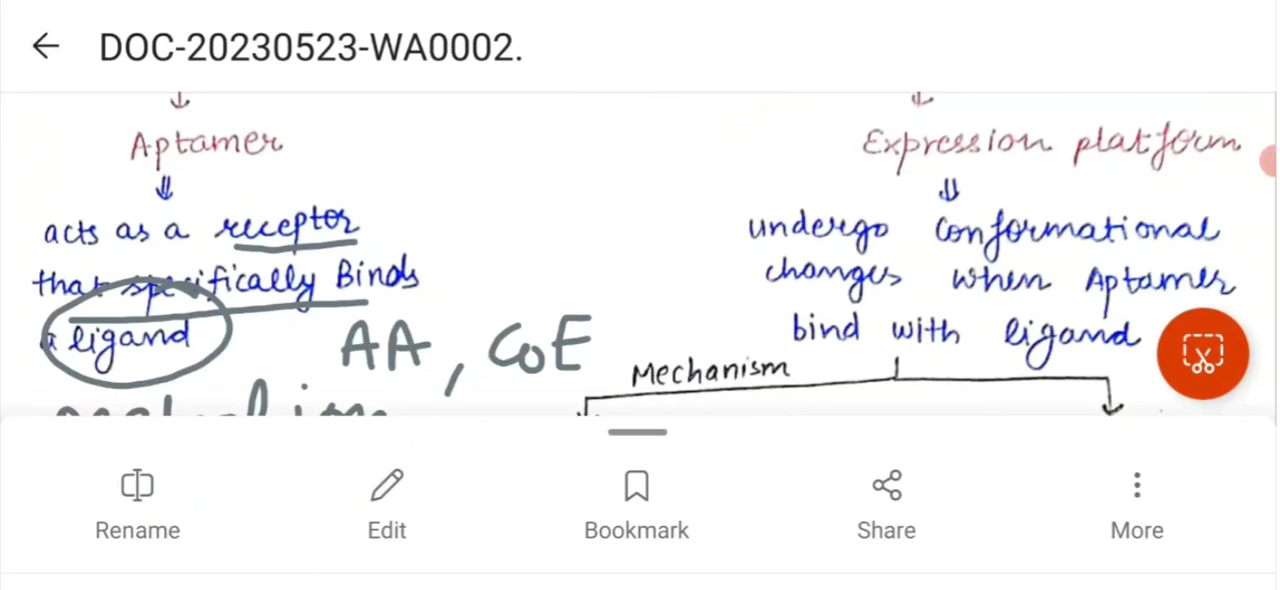 DOC-20230523-WA0002.
Aptamer
acts as a receptor
that specifically Binds
a ligand
AA, CoE
Expression platform
undergo conformational
changes when Aptamer
bind with ligand
Mechanism
Rename
Edit
Bookmark
Share
More